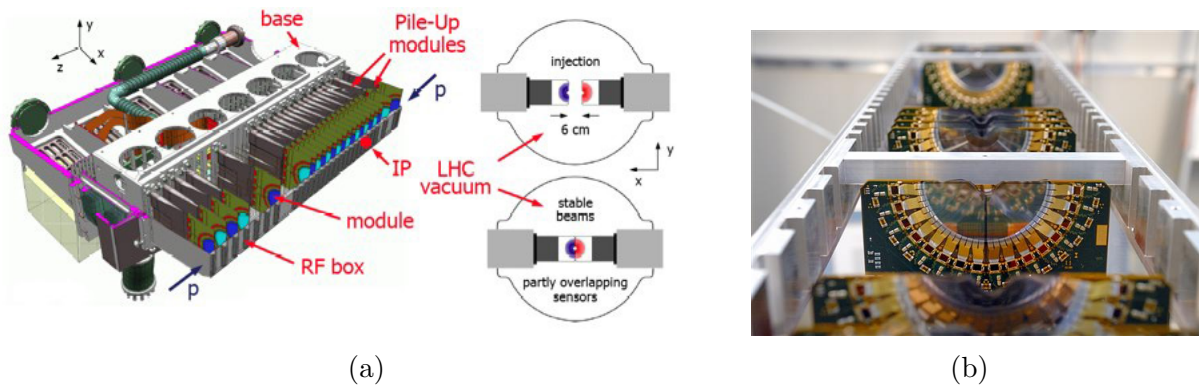 base
Pile-Up
modules
y
z
x
p
IP
module
RF box
p
injection
6 cm
LHC
vacuum
y
x
stable
beams
partly overlapping
sensors
(a)
(b)